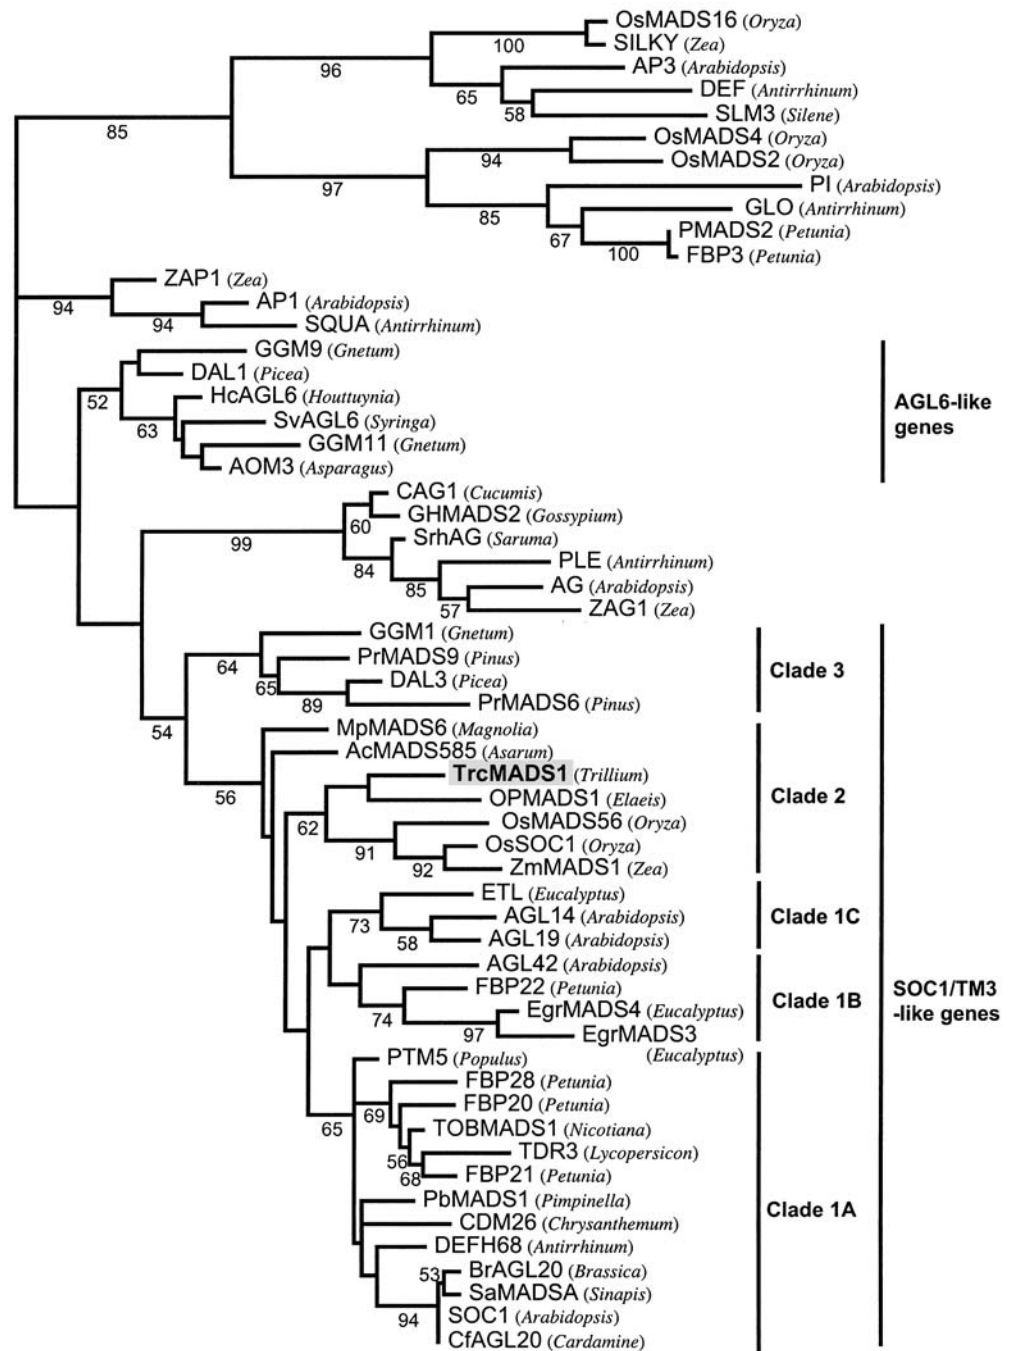 OsMADS16 (Oryza)
100
SILKY (Zea)
96
AP3 (Arabidopsis)
65
DEF (Antirrhinum)
58
SLM3 (Silene)
85
OsMADS4 (Oryza)
94
OsMADS2 (Oryza)
97
PI (Arabidopsis)
85
GLO (Antirrhinum)
67
PMADS2 (Petunia)
100
FBP3 (Petunia)
ZAP1 (Zea)
94
AP1 (Arabidopsis)
94
SQUA (Antirrhinum)
GGM9 (Gnetum)
DAL1 (Picea)
52
HcAGL6 (Houttuynia)
63
SvAGL6 (Syringa)
GGM11 (Gnetum)
AOM3 (Asparagus)
AGL6-like
genes
CAG1 (Cucumis)
60
GHMADS2 (Gossypium)
99
SrhAG (Saruma)
84
PLE (Antirrhinum)
85
AG (Arabidopsis)
57
ZAG1 (Zea)
GGM1 (Gnetum)
64
PrMADS9 (Pinus)
65
DAL3 (Picea)
89
PrMADS6 (Pinus)
Clade 3
54
MpMADS6 (Magnolia)
AcMADS585 (Asarum)
56
TrcMADS1 (Trillium)
OPMADS1 (Elaeis)
62
OsMADS56 (Oryza)
91
OsSOC1 (Oryza)
92
ZmMADS1 (Zea)
Clade 2
ETL (Eucalyptus)
73
AGL14 (Arabidopsis)
58
AGL19 (Arabidopsis)
Clade 1C
AGL42 (Arabidopsis)
FBP22 (Petunia)
74
EgrMADS4 (Eucalyptus)
97
EgrMADS3
(Eucalyptus)
Clade 1B
SOC1/TM3
-like genes
PTM5 (Populus)
65
FBP28 (Petunia)
69
FBP20 (Petunia)
TOBMADS1 (Nicotiana)
56
TDR3 (Lycopersicon)
68
FBP21 (Petunia)
PbMADS1 (Pimpinella)
Clade 1A
CDM26 (Chrysanthemum)
DEFH68 (Antirrhinum)
53
BrAGL20 (Brassica)
SaMADSA (Sinapis)
94
SOC1 (Arabidopsis)
CfAGL20 (Cardamine)